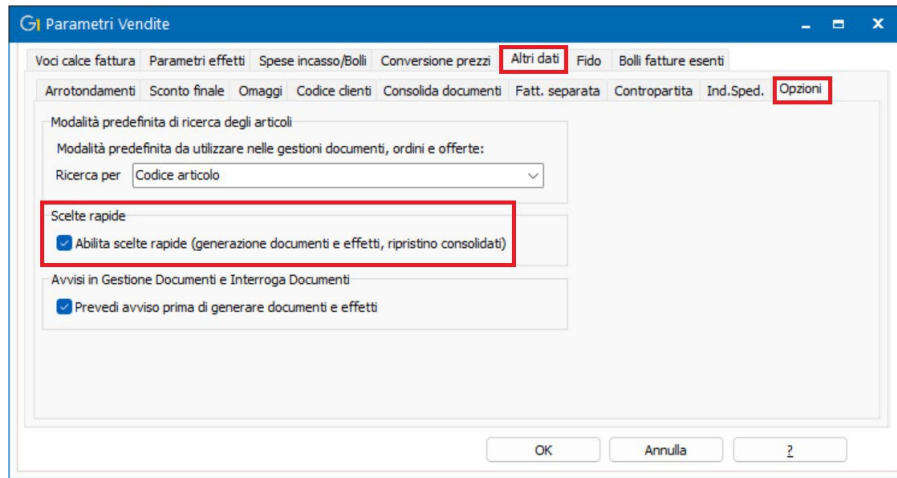 G1 Parametri Vendite
Voci calce fattura Parametri effetti Spese incasso/Bolli Conversione prezzi Altri dati Fido Bolli fatture esenti
Arrotondamenti Sconto finale Omaggi Codice clienti Consolida documenti Fatt. separata Contropartita Ind.Sped. Opzioni
Modalità predefinita di ricerca degli articoli
Modalità predefinita da utilizzare nelle gestioni documenti, ordini e offerte:
Ricerca per Codice articolo
Scelte rapide
Abilita scelte rapide (generazione documenti e effetti, ripristino consolidati)
Avvisi in Gestione Documenti e Interroga Documenti
Prevedi avviso prima di generare documenti e effetti
OK Annulla ?